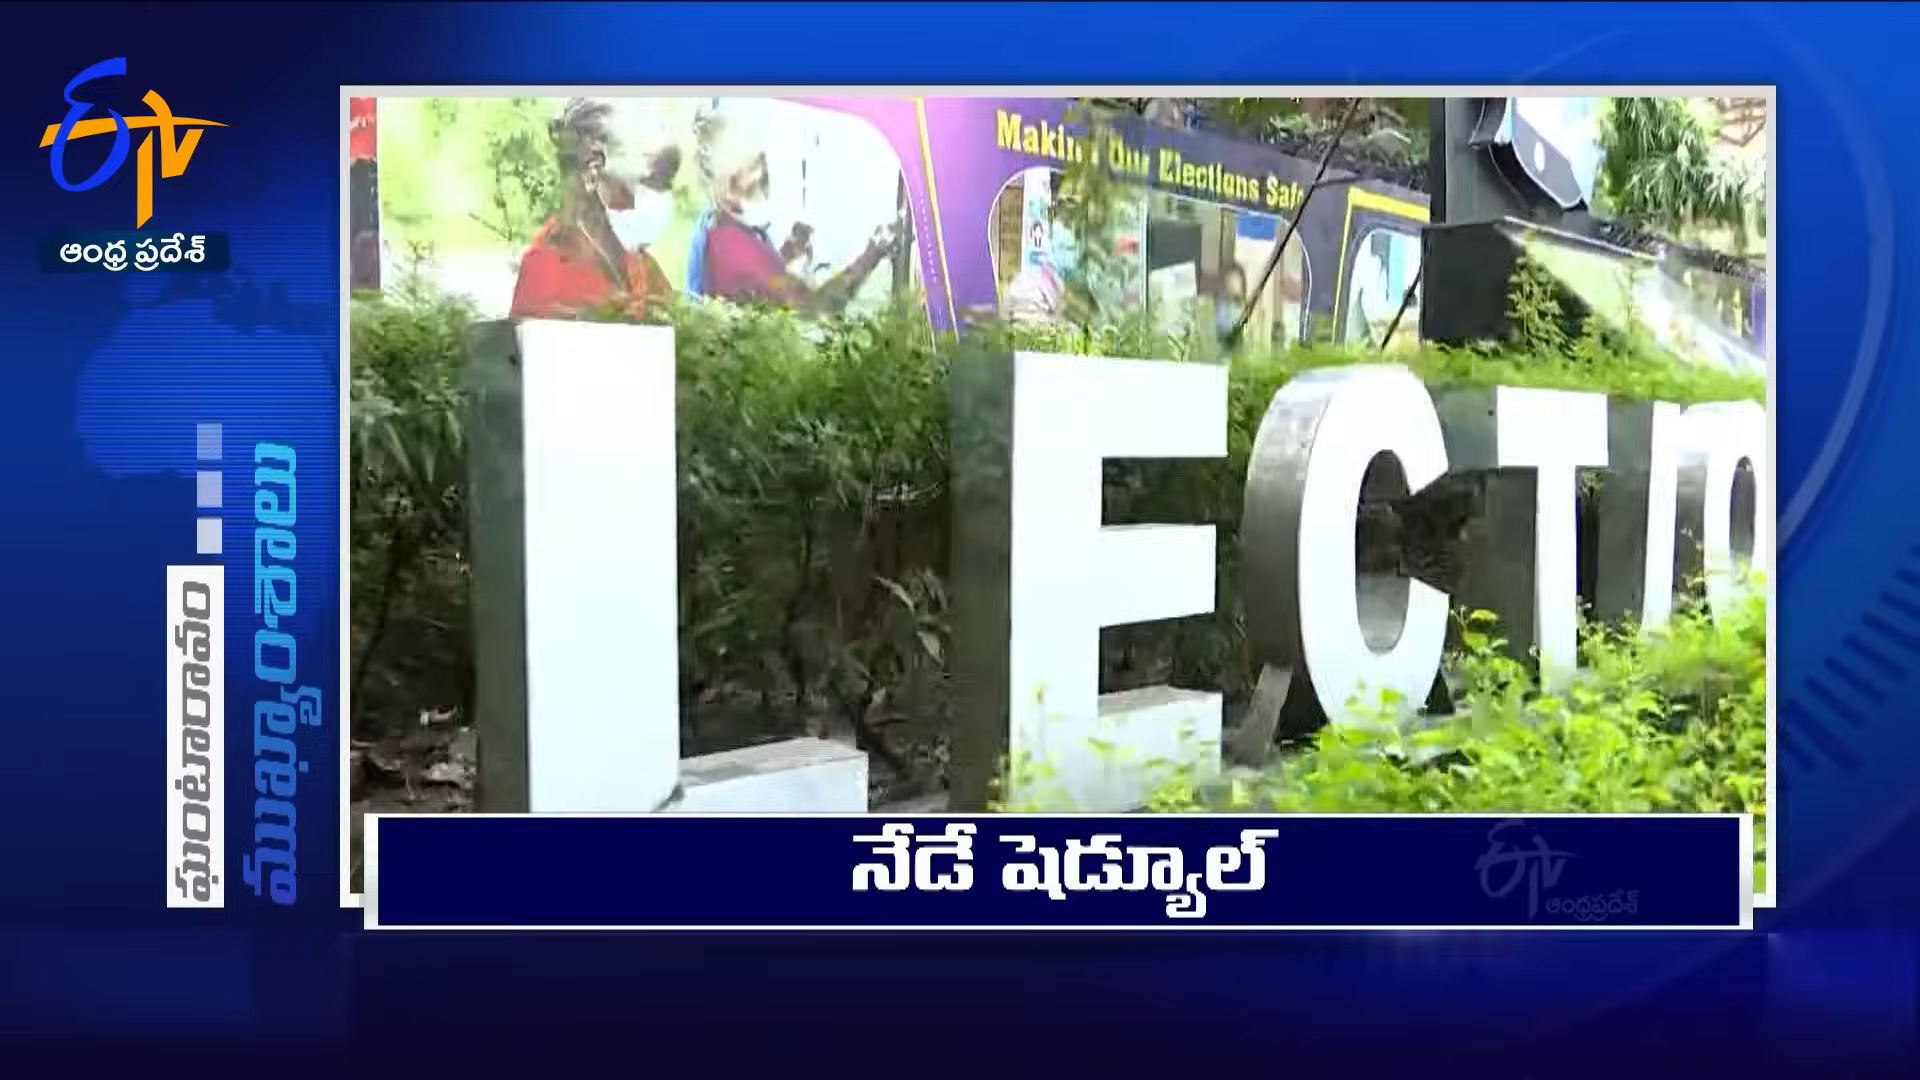 ETV
ఆంధ్ర ప్రదేశ్
Making Our Elections Safe
LECTIO
ఘంటారావం
ముఖ్యాంశాలు
నేడే షెడ్యూల్
ETV
ఆంధ్రప్రదేశ్